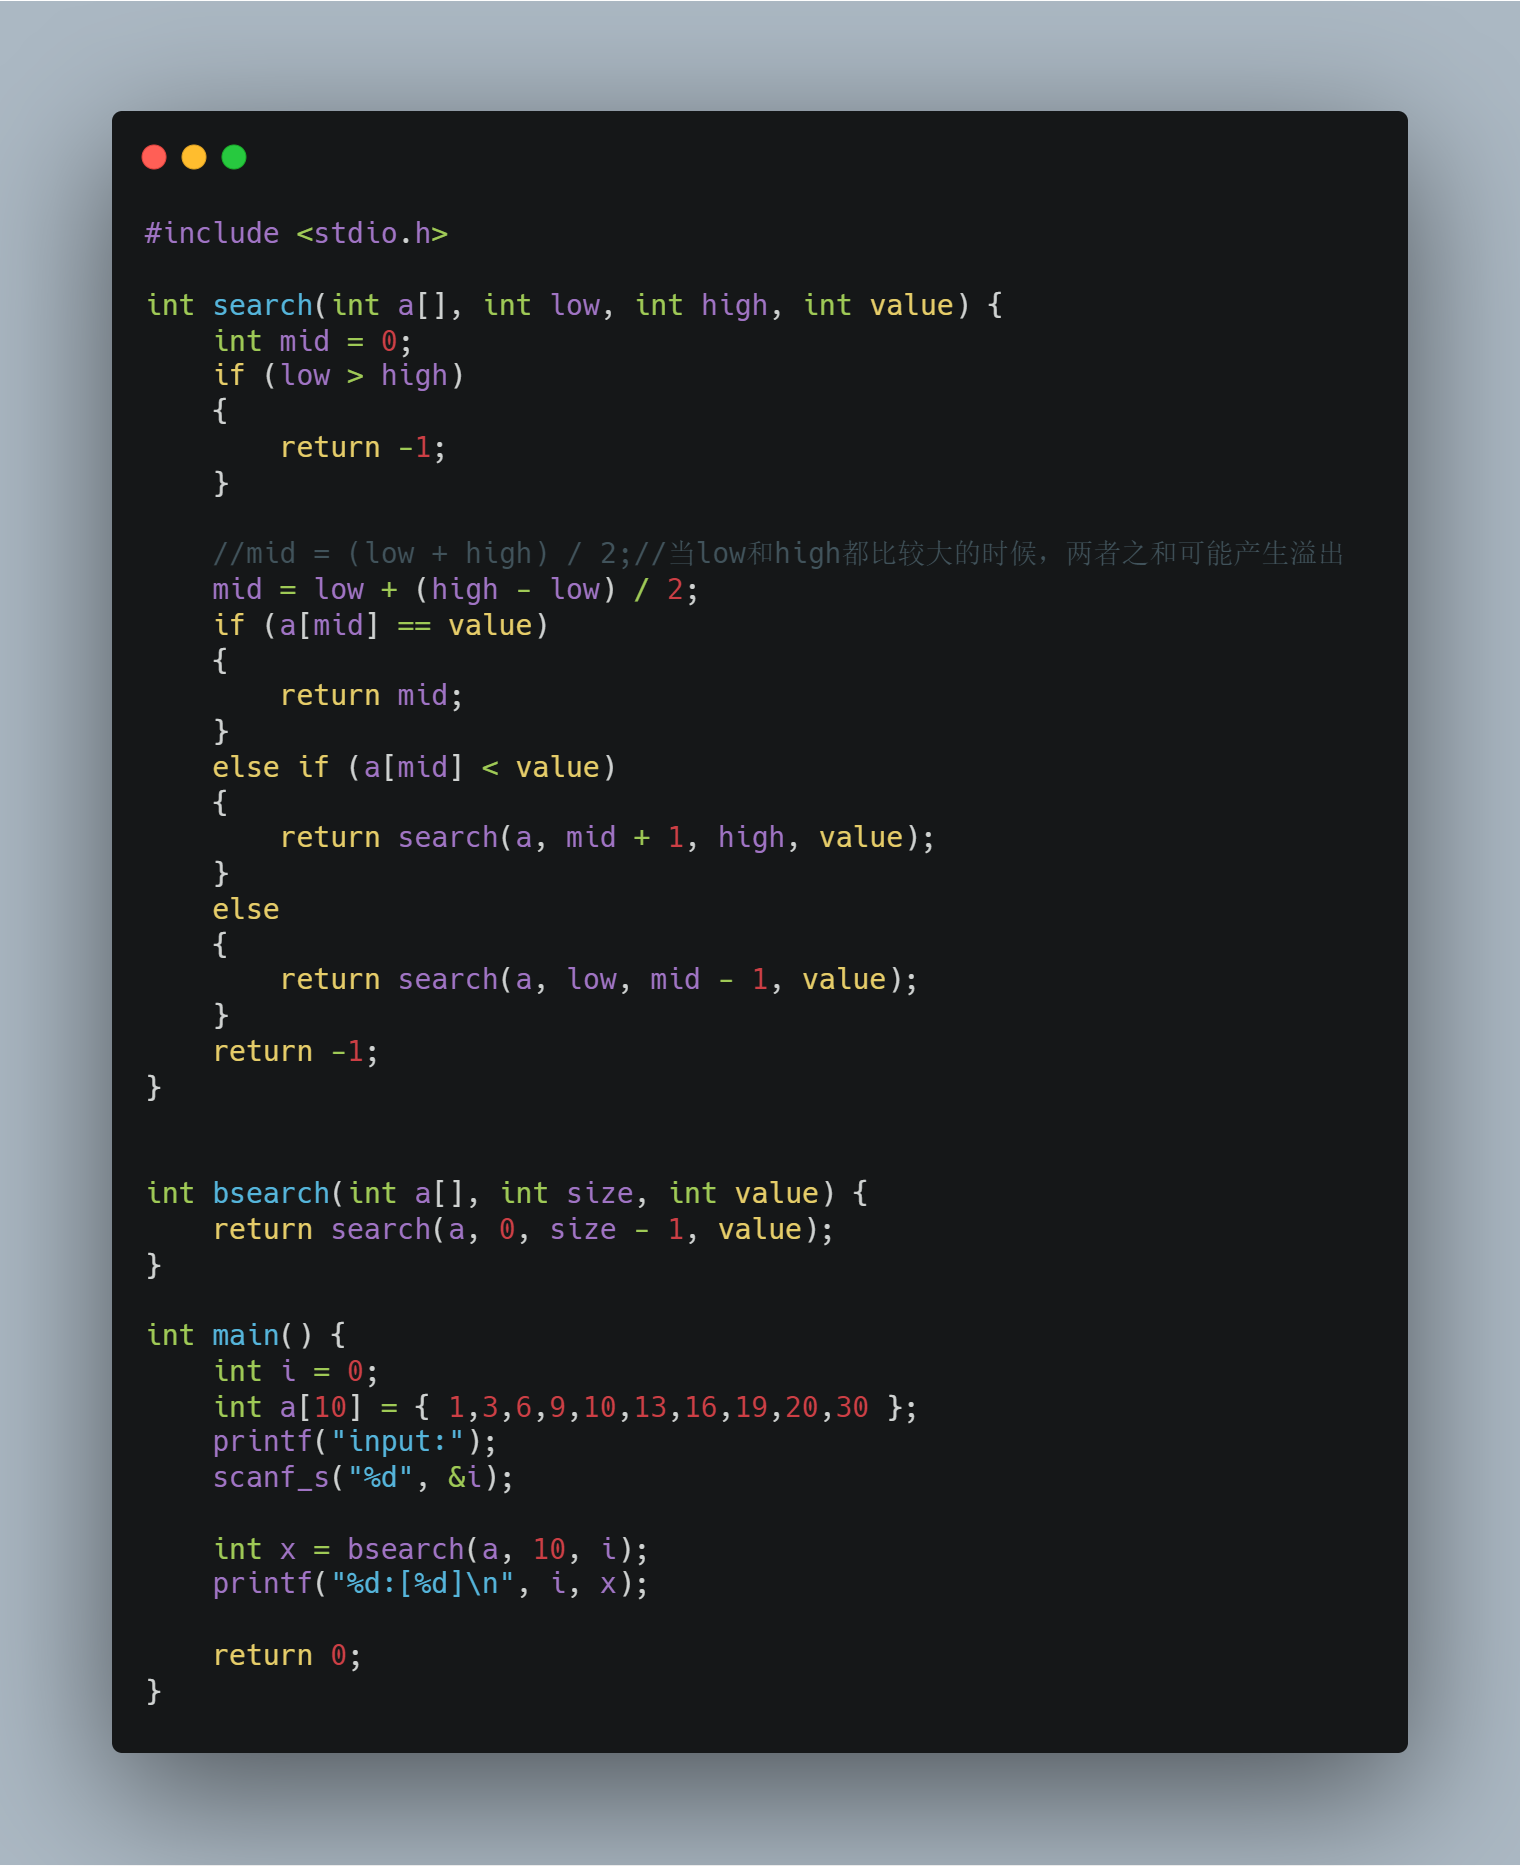 #include <stdio.h>
int search(int a[], int low, int high, int value) {
    int mid = 0;
    if (low > high)
    {
        return -1;
    }
    //mid = (low + high) / 2;//当low和high都比较大的时候，两者之和可能产生溢出
    mid = low + (high - low) / 2;
    if (a[mid] == value)
    {
        return mid;
    }
    else if (a[mid] < value)
    {
        return search(a, mid + 1, high, value);
    }
    else
    {
        return search(a, low, mid - 1, value);
    }
    return -1;
}
int bsearch(int a[], int size, int value) {
    return search(a, 0, size - 1, value);
}
int main() {
    int i = 0;
    int a[10] = { 1,3,6,9,10,13,16,19,20,30 };
    printf("input:");
    scanf_s("%d", &i);
    int x = bsearch(a, 10, i);
    printf("%d:[%d]\n", i, x);
    return 0;
}